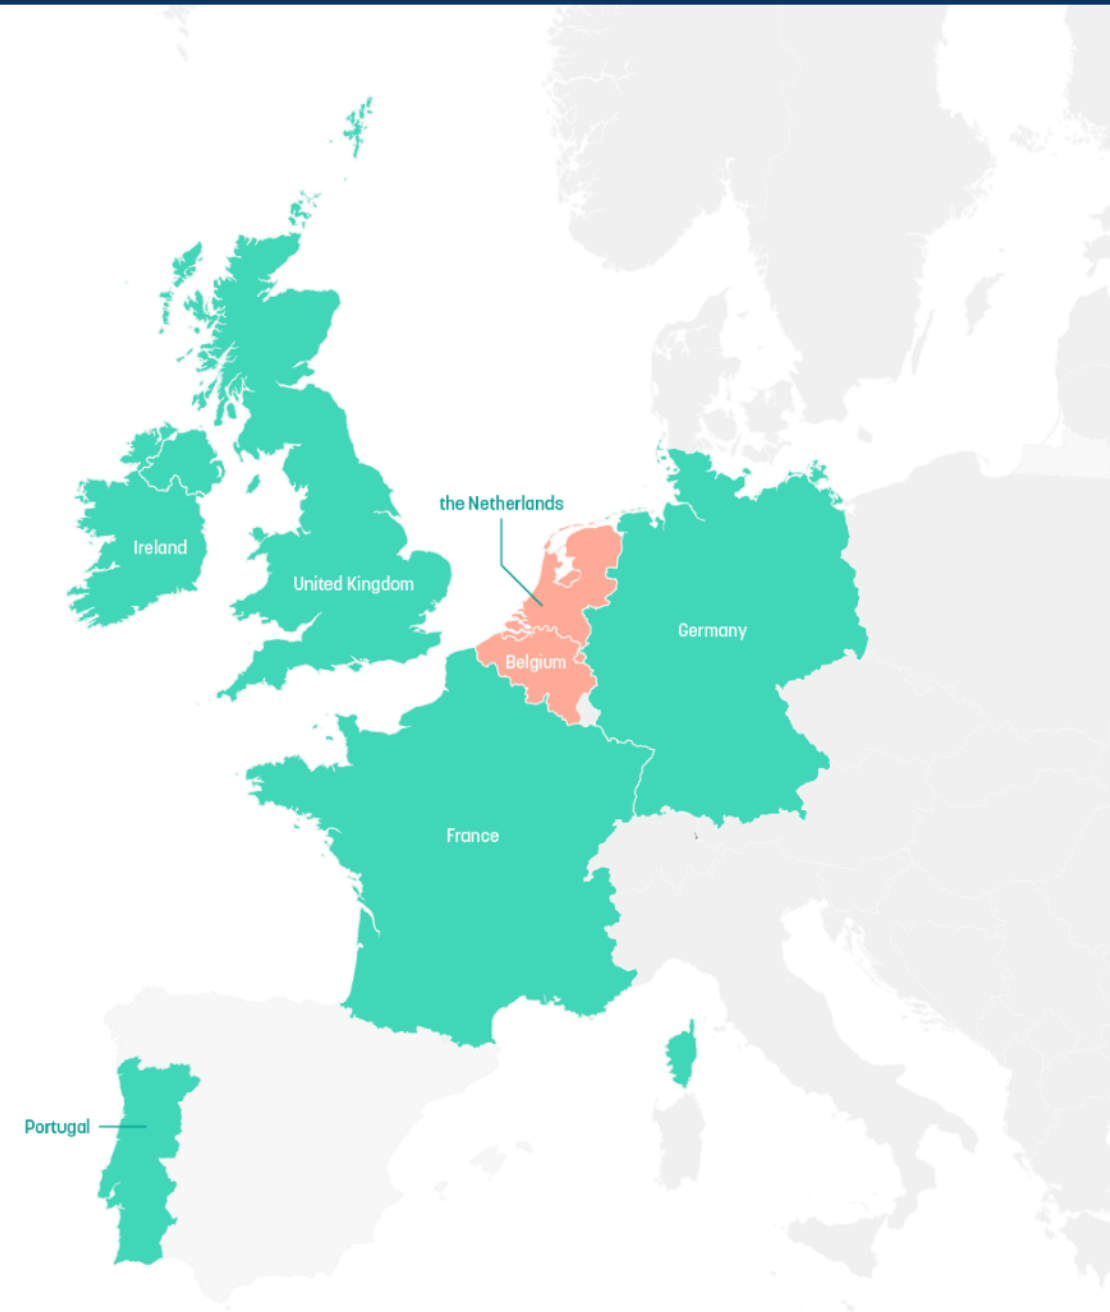 the Netherlands
Ireland
United Kingdom
Germany
Belgium
France
Portugal